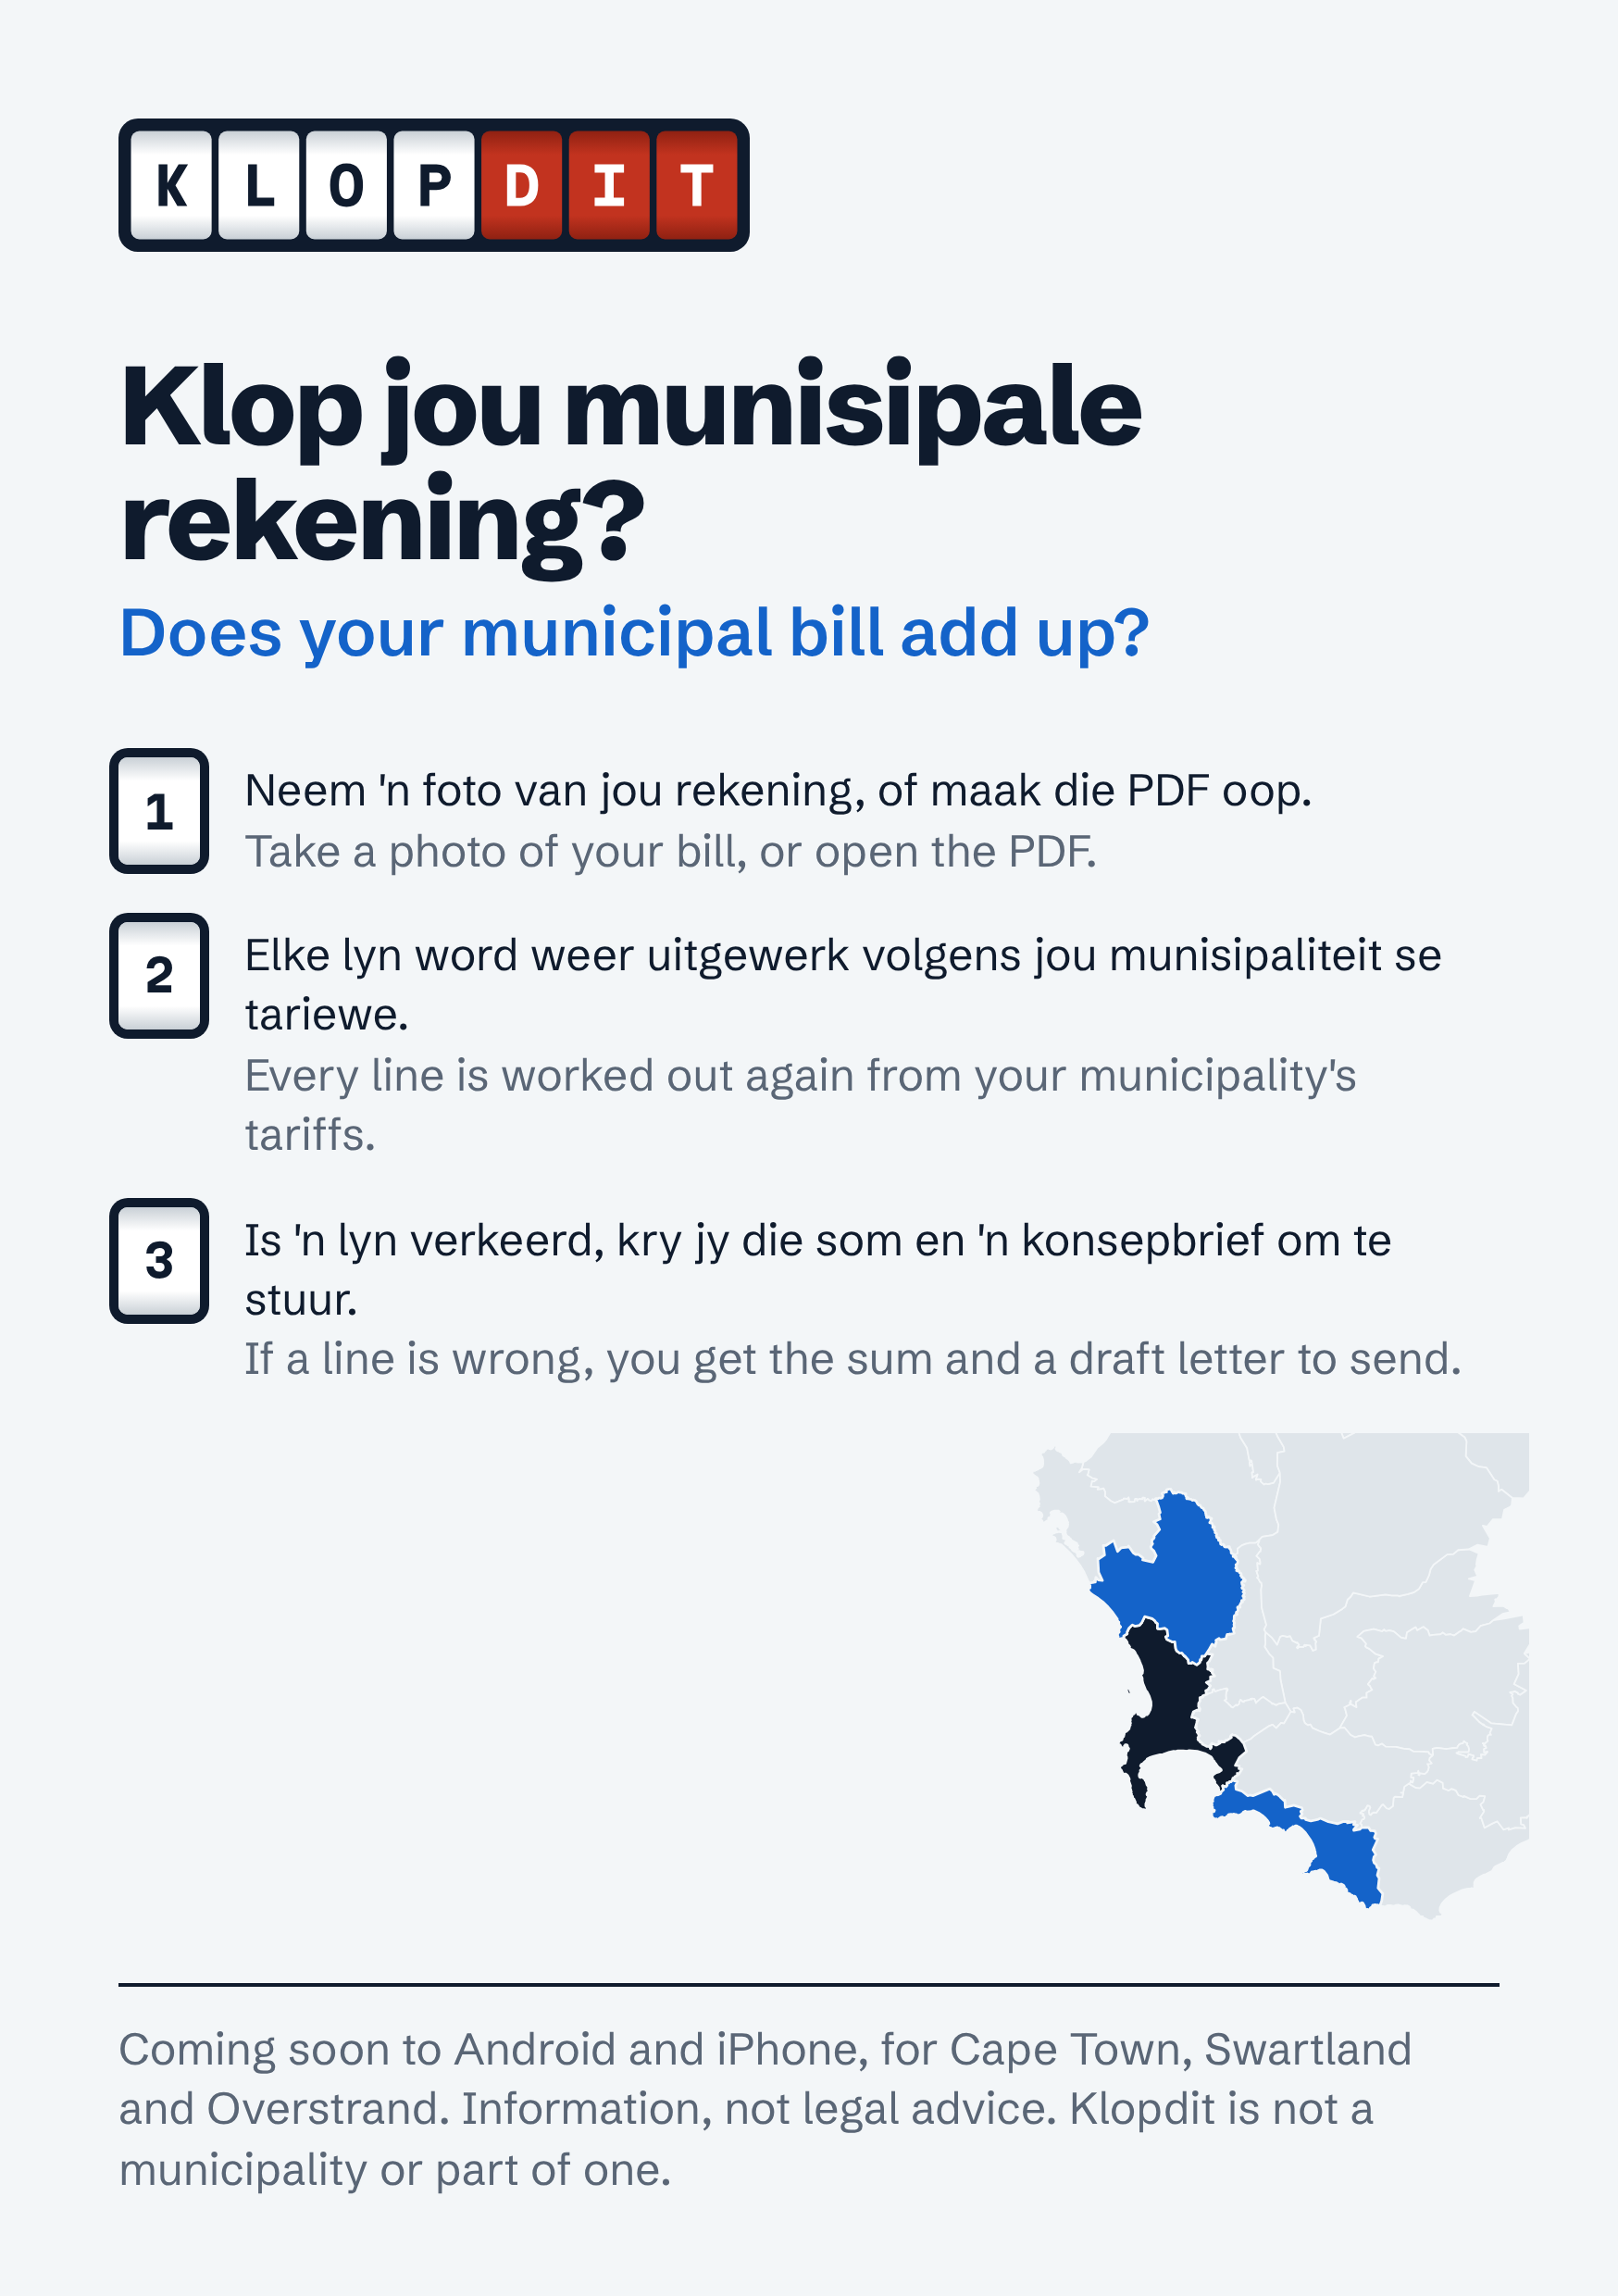 KLOPDIT
Klop jou munisipale
rekening?
Does your municipal bill add up?
1
Neem 'n foto van jou rekening, of maak die PDF oop.
Take a photo of your bill, or open the PDF.
2
Elke lyn word weer uitgewerk volgens jou munisipaliteit se
tariewe.
Every line is worked out again from your municipality's
tariffs.
3
Is 'n lyn verkeerd, kry jy die som en 'n konsepbrief om te
stuur.
If a line is wrong, you get the sum and a draft letter to send.
Coming soon to Android and iPhone, for Cape Town, Swartland
and Overstrand. Information, not legal advice. Klopdit is not a
municipality or part of one.